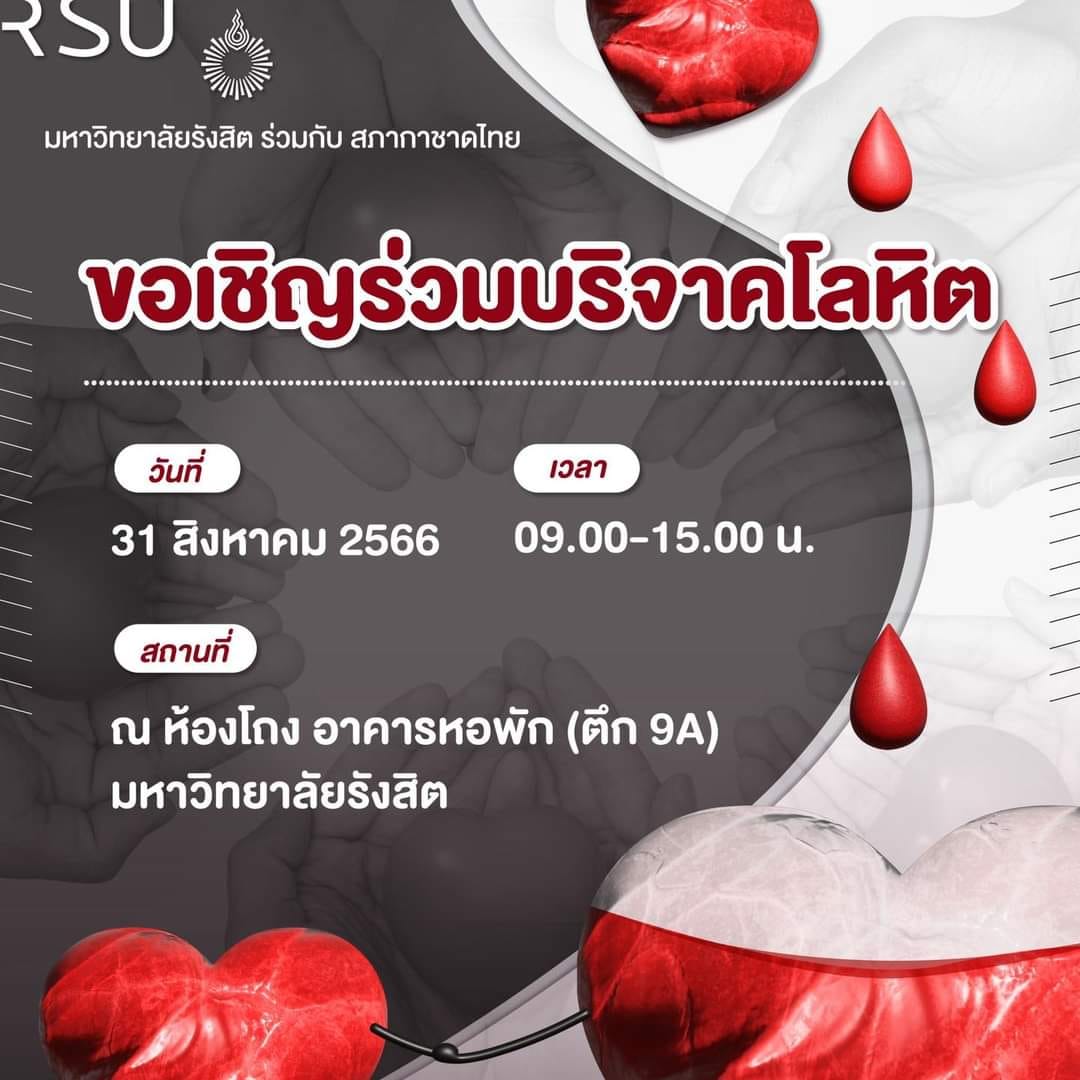 RSU
มหาวิทยาลัยรังสิต ร่วมกับ สภากาชาดไทย
ขอเชิญร่วมบริจาคโลหิต
วันที่
31 สิงหาคม 2566
เวลา
09.00-15.00 น.
สถานที่
ณ ห้องโถง อาคารหอพัก (ตึก 9A)
มหาวิทยาลัยรังสิต